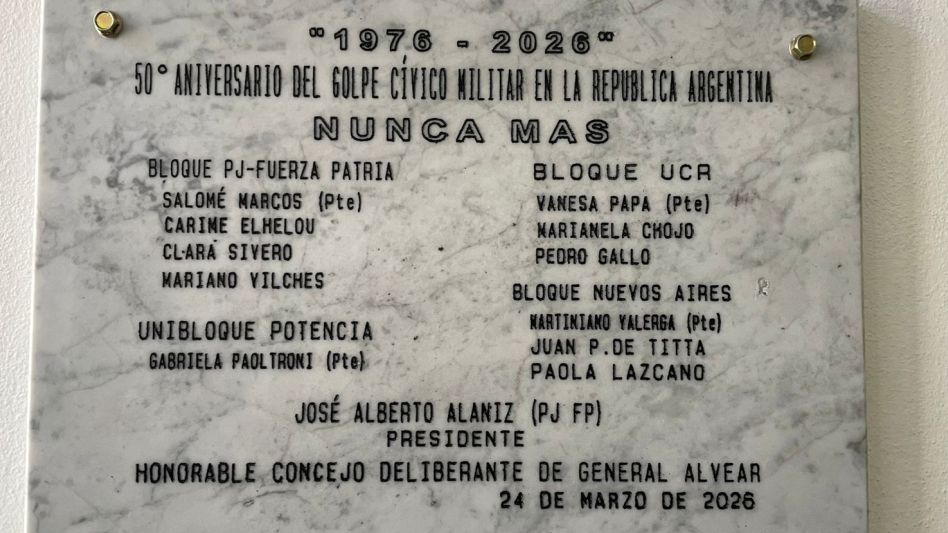 "1976 - 2026"
50° ANIVERSARIO DEL GOLPE CÍVICO MILITAR EN LA REPUBLICA ARGENTINA
NUNCA MAS
BLOQUE PJ-FUERZA PATRIA
SALOMÉ MARCOS (Pte)
CARIME ELHELOU
CLARA SIVERO
MARIANO VILCHES
UNIBLOQUE POTENCIA
GABRIELA PAOLTRONI (Pte)
BLOQUE UCR
VANESA PAPA (Pte)
MARIANELA CHOJO
PEDRO GALLO
BLOQUE NUEVOS AIRES
MARTINIANO VALERGA (Pte)
JUAN P.DE TITTA
PAOLA LAZCANO
JOSÉ ALBERTO ALANIZ (PJ FP)
PRESIDENTE
HONORABLE CONCEJO DELIBERANTE DE GENERAL ALVEAR
24 DE MARZO DE 2026